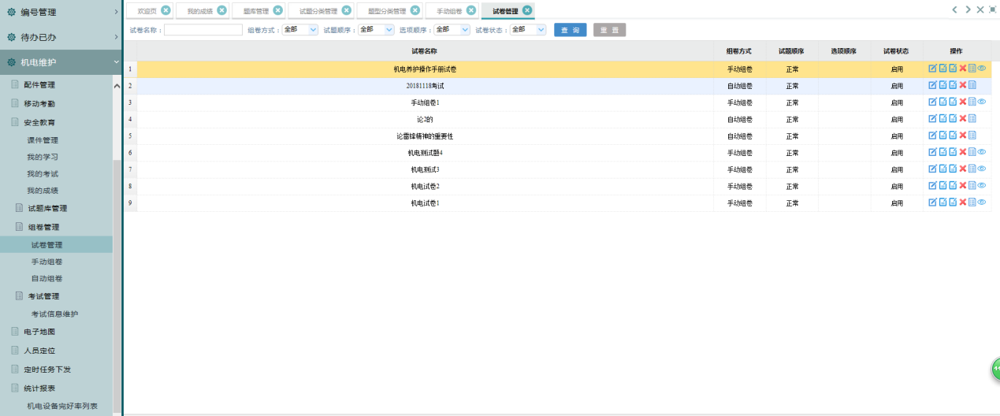 编号管理
待办已办
机电维护
配件管理
移动考勤
安全教育
课件管理
我的学习
我的考试
我的成绩
试题库管理
组卷管理
试卷管理
手动组卷
自动组卷
考试管理
考试信息维护
电子地图
人员定位
定时任务下发
统计报表
机电设备完好率列表
欢迎页 我的成绩 题库管理 试题分类管理 题型分类管理 手动组卷 试卷管理
试卷名称: 组卷方式: 全部 试题顺序: 全部 选项顺序: 全部 试卷状态: 全部 查询 重置
试卷名称 组卷方式 试题顺序 选项顺序 试卷状态 操作
1 机电养护操作手册试卷 手动组卷 正常 启用
2 20181118考试 自动组卷 正常 启用
3 手动组卷1 手动组卷 正常 启用
4 论2的 自动组卷 正常 启用
5 论雷锋精神的重要性 自动组卷 正常 启用
6 机电测试题4 手动组卷 正常 启用
7 机电测试3 手动组卷 正常 启用
8 机电试卷2 手动组卷 正常 启用
9 机电试卷1 手动组卷 正常 启用